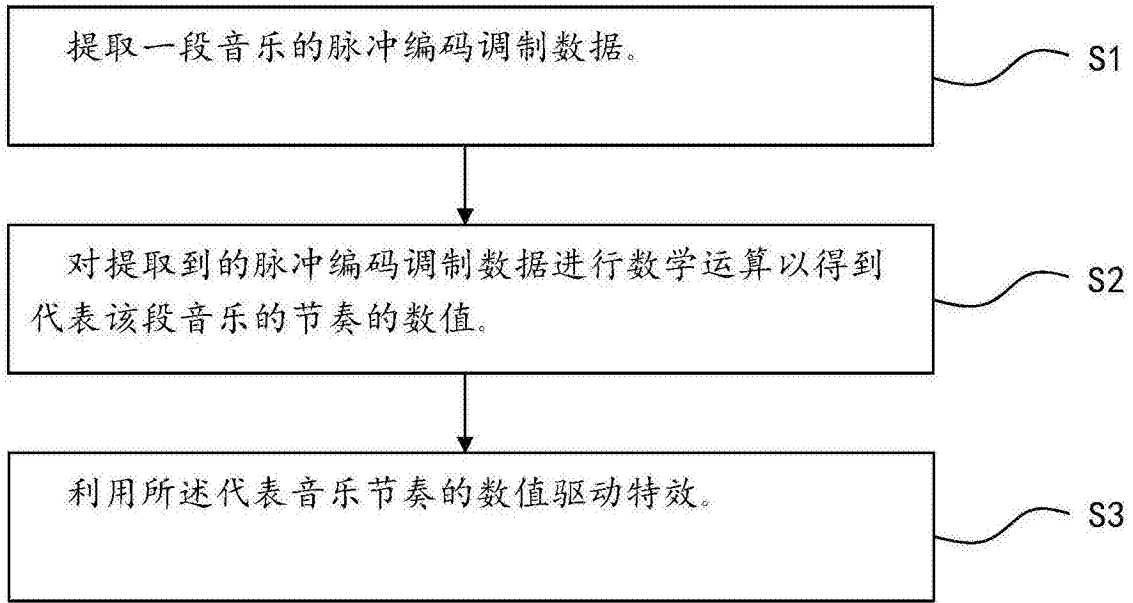 提取一段音乐的脉冲编码调制数据。
S1
对提取到的脉冲编码调制数据进行数学运算以得到
代表该段音乐的节奏的数值。
S2
利用所述代表音乐节奏的数值驱动特效。
S3